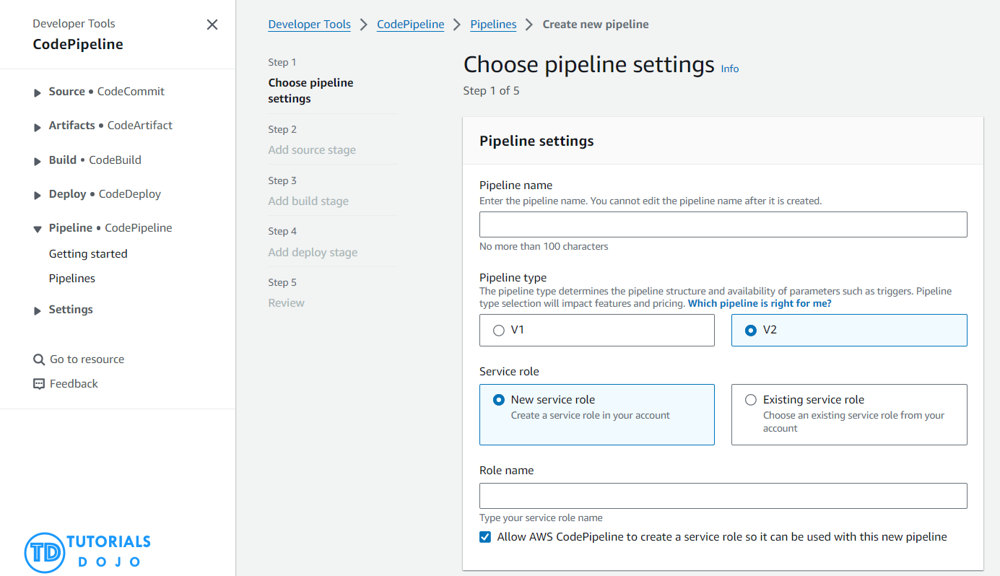 Developer Tools
CodePipeline
Source • CodeCommit
Artifacts • CodeArtifact
Build • CodeBuild
Deploy • CodeDeploy
Pipeline • CodePipeline
Getting started
Pipelines
Settings
Go to resource
Feedback
TD TUTORIALS
DOJO
Developer Tools > CodePipeline > Pipelines > Create new pipeline
Step 1
Choose pipeline
settings
Step 2
Add source stage
Step 3
Add build stage
Step 4
Add deploy stage
Step 5
Review
Choose pipeline settings Info
Step 1 of 5
Pipeline settings
Pipeline name
Enter the pipeline name. You cannot edit the pipeline name after it is created.
No more than 100 characters
Pipeline type
The pipeline type determines the pipeline structure and availability of parameters such as triggers. Pipeline
type selection will impact features and pricing. Which pipeline is right for me?
V1
V2
Service role
New service role
Create a service role in your account
Existing service role
Choose an existing service role from your
account
Role name
Type your service role name
Allow AWS CodePipeline to create a service role so it can be used with this new pipeline